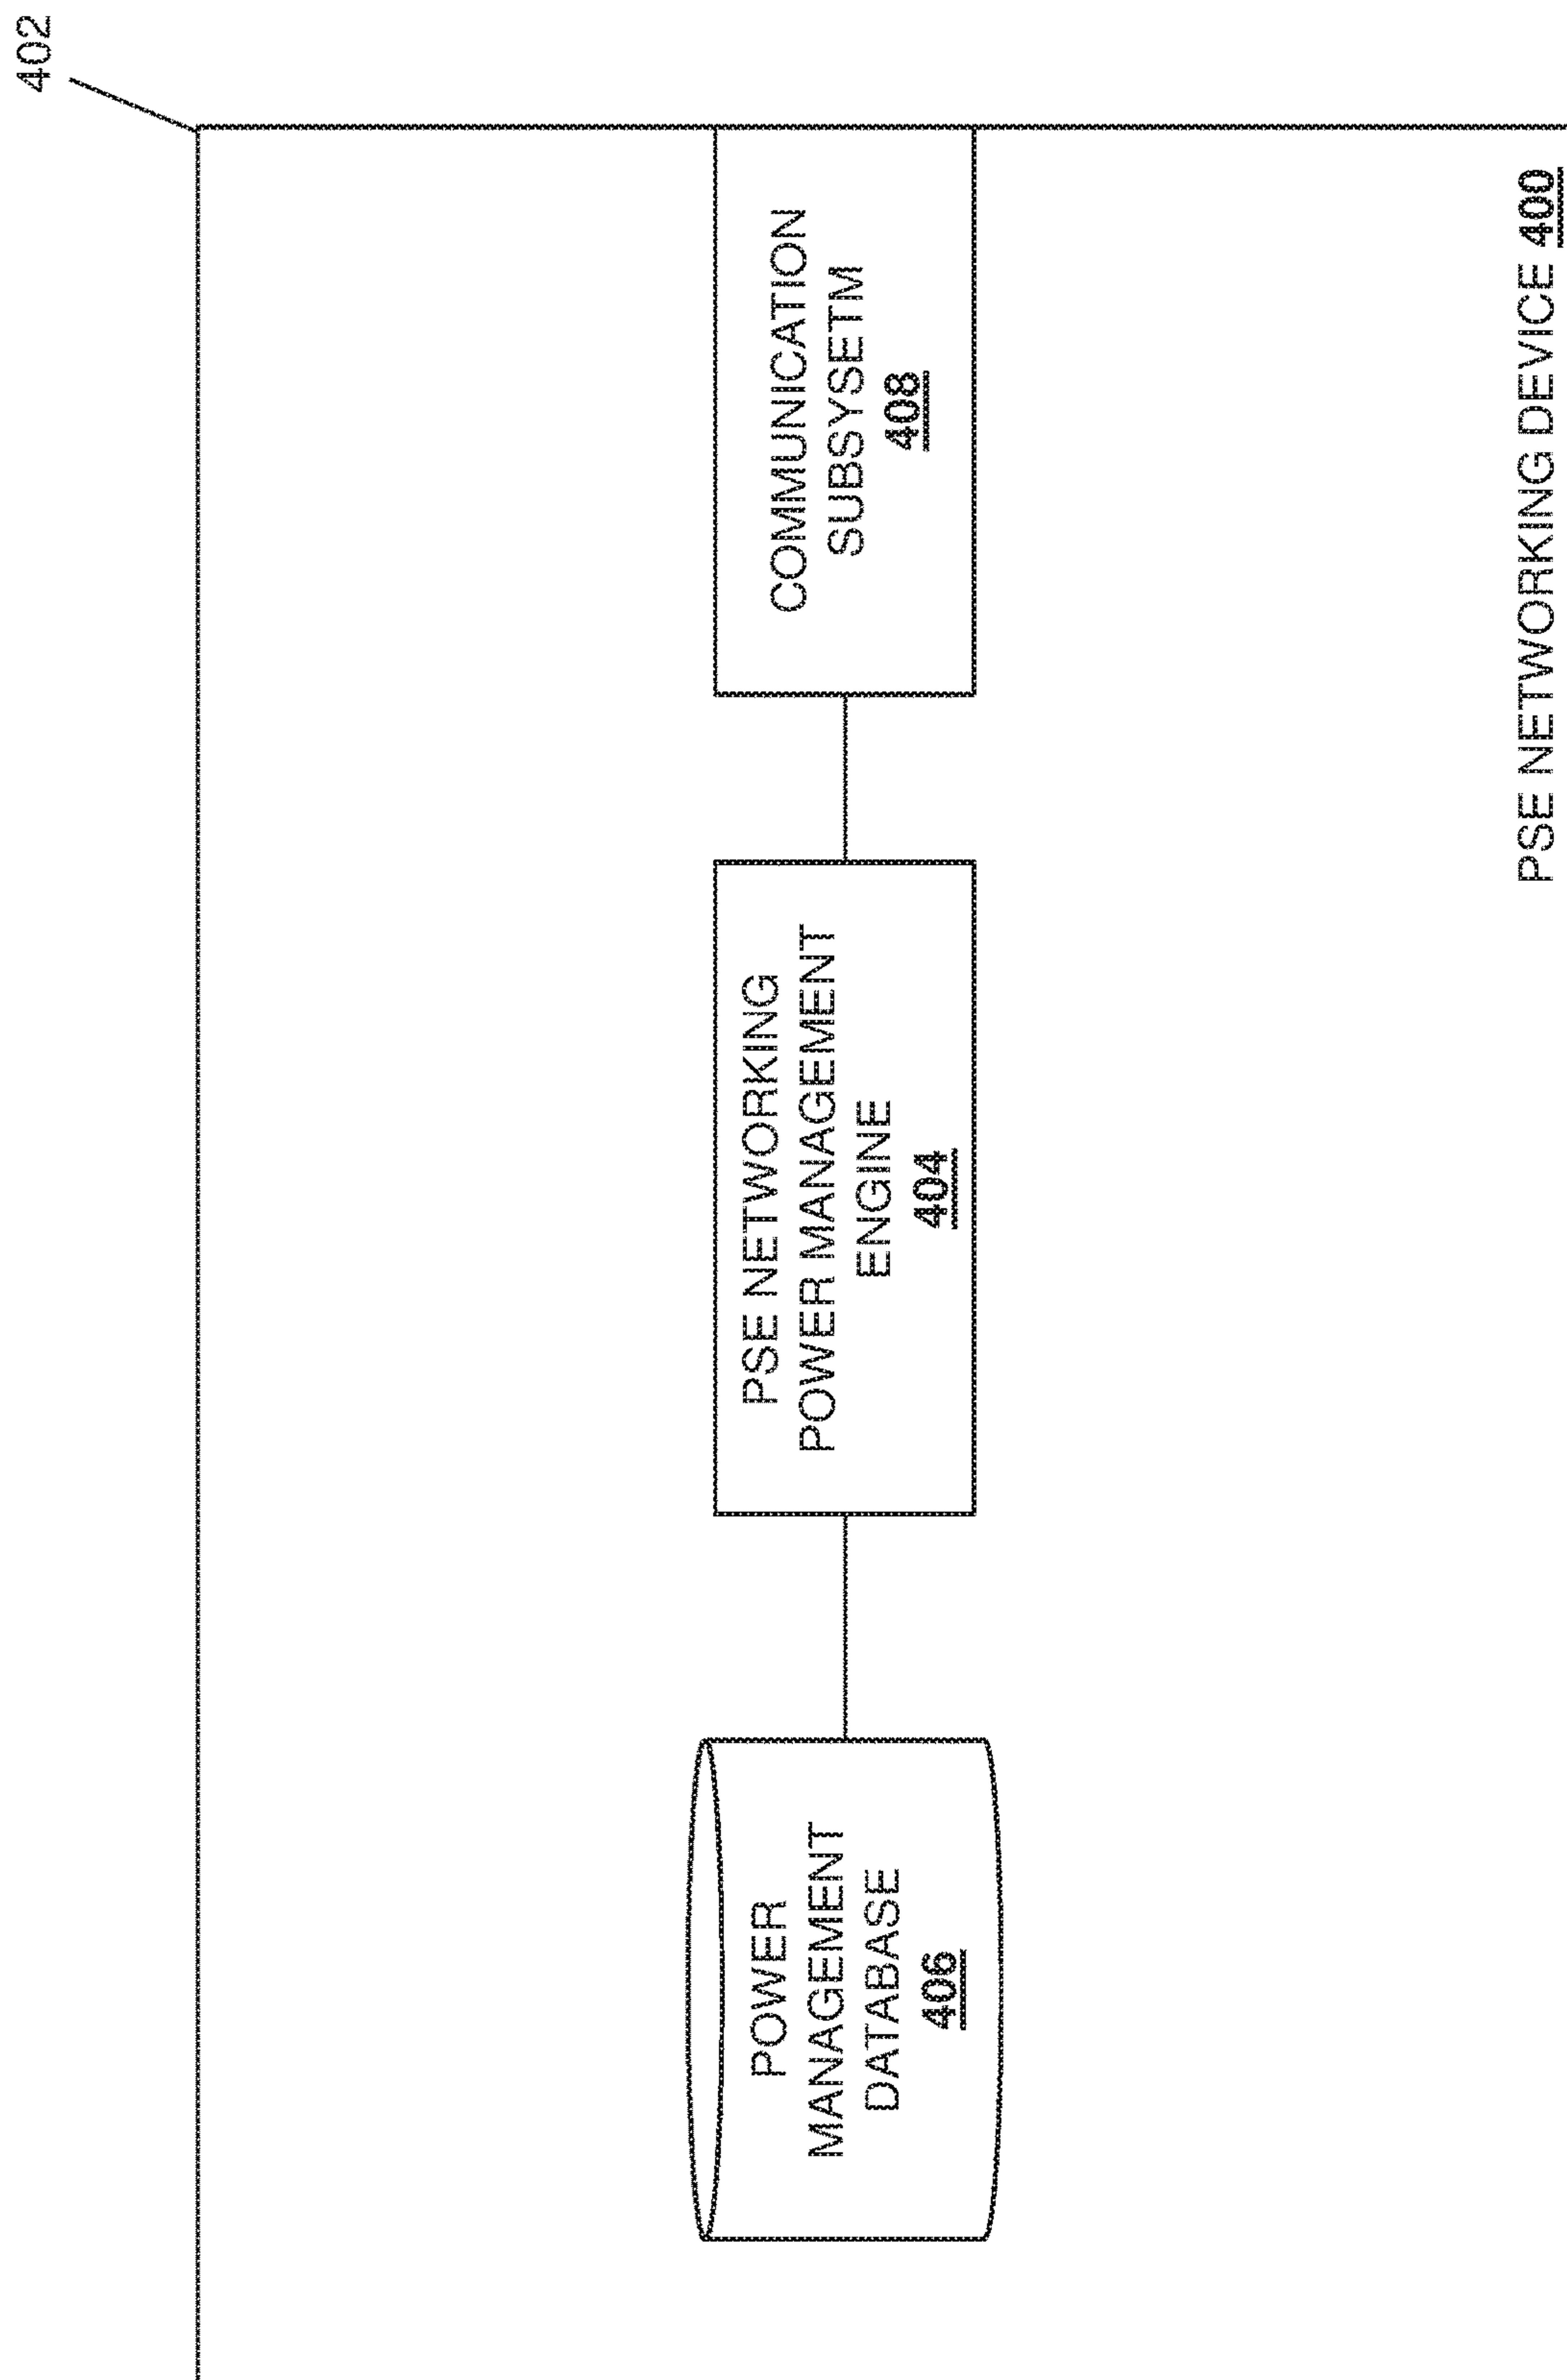 402
POWER
MANAGEMENT
DATABASE
406
PSE NETWORKING
POWER MANAGEMENT
ENGINE
404
COMMUNICATION
SUBSYSETM
408
PSE NETWORKING DEVICE 400